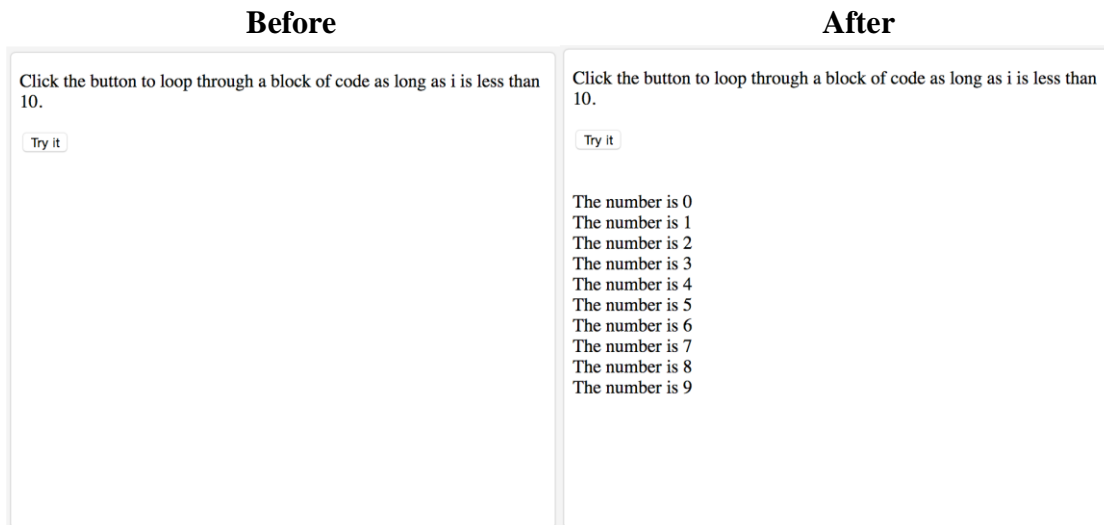 Before
Click the button to loop through a block of code as long as i is less than
10.
Try it
After
Click the button to loop through a block of code as long as i is less than
10.
Try it
The number is 0
The number is 1
The number is 2
The number is 3
The number is 4
The number is 5
The number is 6
The number is 7
The number is 8
The number is 9